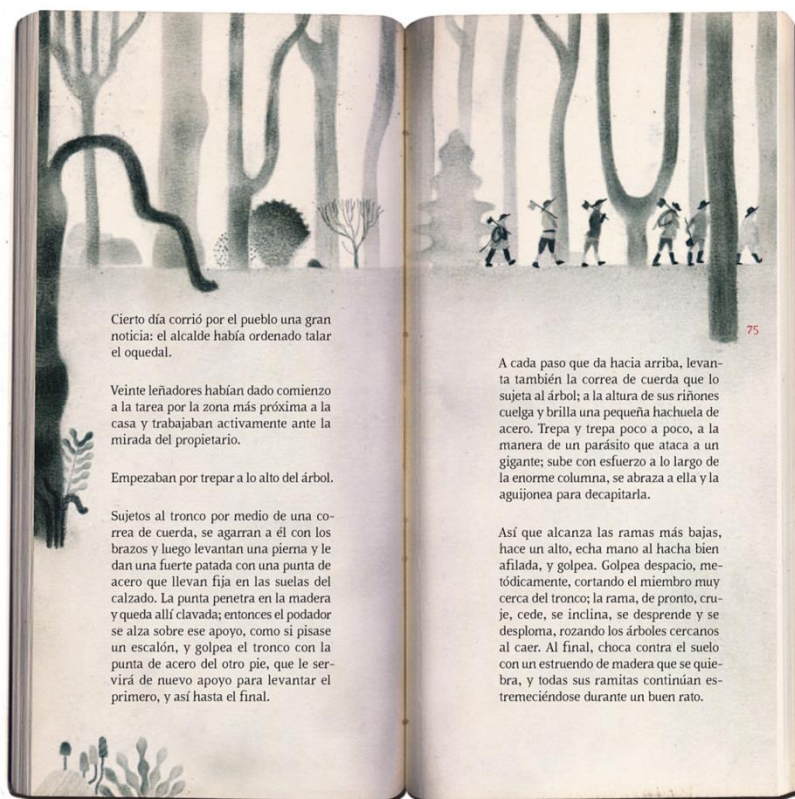 Cierto día corrió por el pueblo una gran
noticia: el alcalde había ordenado talar
el oquedal.
Veinte leñadores habían dado comienzo
a la tarea por la zona más próxima a la
casa y trabajaban activamente ante la
mirada del propietario.
Empezaban por trepar a lo alto del árbol.
Sujetos al tronco por medio de una co-
rrea de cuerda, se agarran a él con los
brazos y luego levantan una pierna y le
dan una fuerte patada con una punta de
acero que llevan fija en las suelas del
calzado. La punta penetra en la madera
y queda allí clavada; entonces el podador
se alza sobre ese apoyo, como si pisase
un escalón, y golpea el tronco con la
punta de acero del otro pie, que le ser-
virá de nuevo apoyo para levantar el
primero, y así hasta el final.
75
A cada paso que da hacia arriba, levan-
ta también la correa de cuerda que lo
sujeta al árbol; a la altura de sus riñones
cuelga y brilla una pequeña hachuela de
acero. Trepa y trepa poco a poco, a la
manera de un parásito que ataca a un
gigante; sube con esfuerzo a lo largo de
la enorme columna, se abraza a ella y la
aguijonea para decapitarla.
Así que alcanza las ramas más bajas,
hace un alto, echa mano al hacha bien
afilada, y golpea. Golpea despacio, me-
tódicamente, cortando el miembro muy
cerca del tronco; la rama, de pronto, cru-
je, cede, se inclina, se desprende y se
desploma, rozando los árboles cercanos
al caer. Al final, choca contra el suelo
con un estruendo de madera que se quie-
bra, y todas sus ramitas continúan es-
tremeciéndose durante un buen rato.